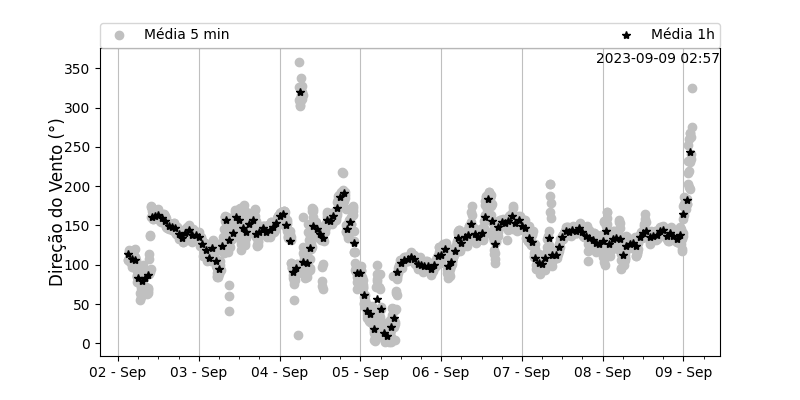 Média 5 min
Média 1h
2023-09-09 02:57
Direção do Vento (°)
350
300
250
200
150
100
50
0
02 - Sep
03 - Sep
04 - Sep
05 - Sep
06 - Sep
07 - Sep
08 - Sep
09 - Sep